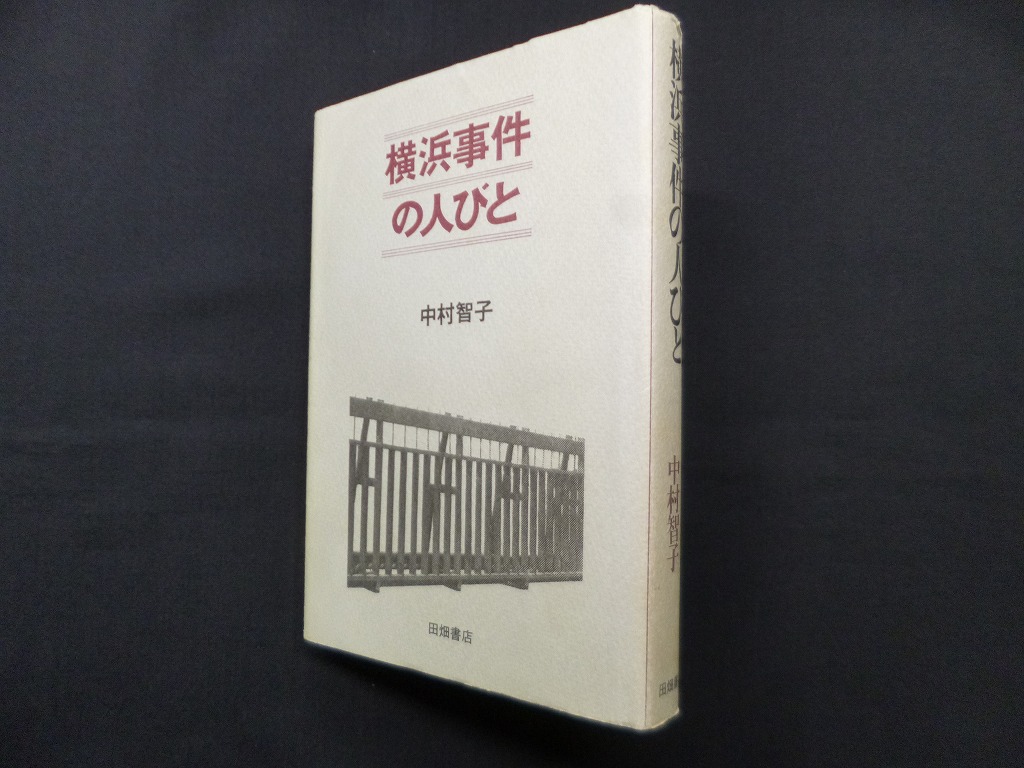 横浜事件
の人びと
中村智子
田畑書店
横浜事件の人びと
中村智子
田畑